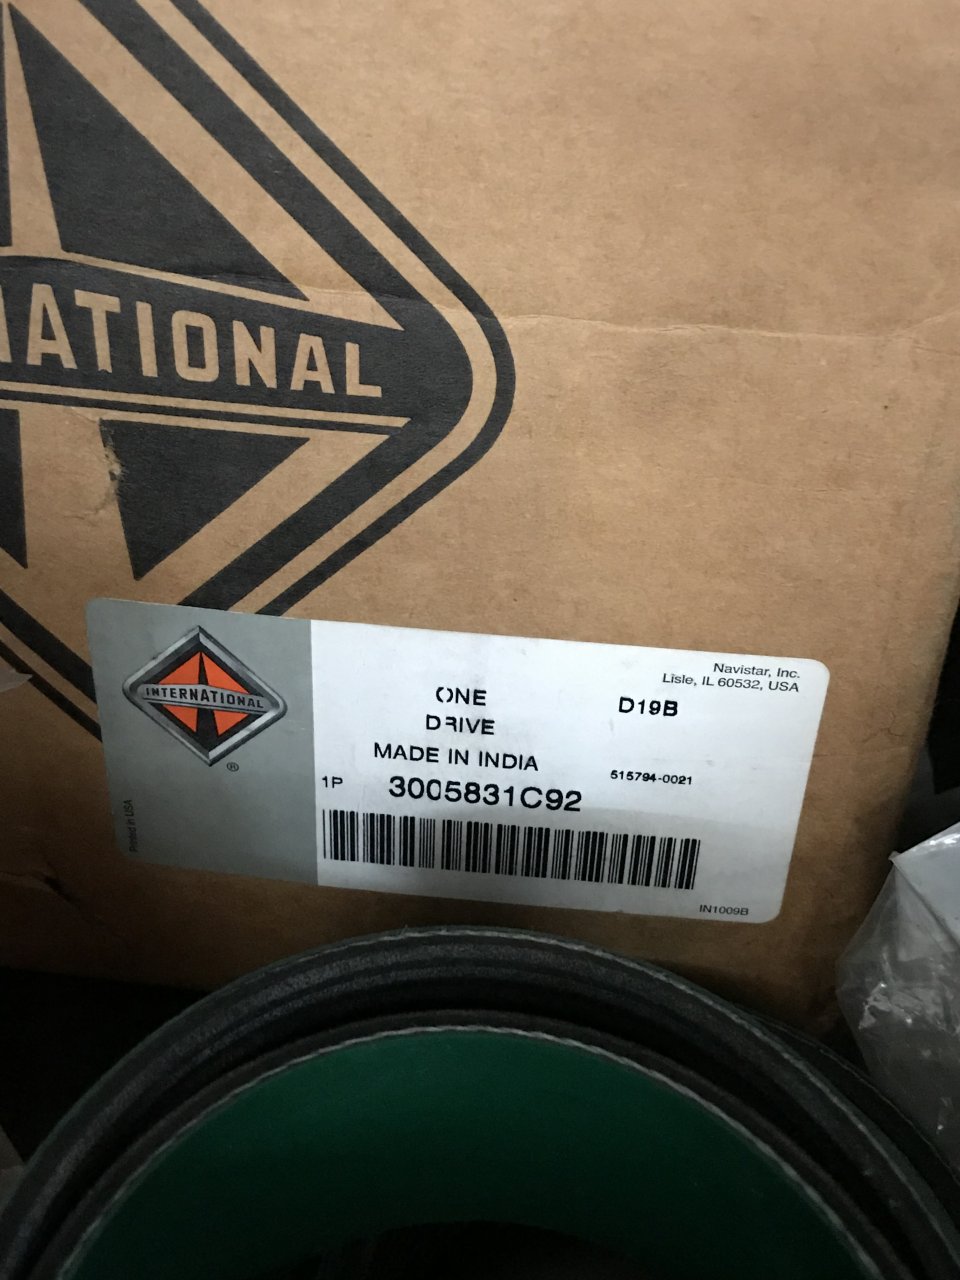 NATIONAL
INTERNATIONAL
®
Printed in USA
Navistar, Inc.
Lisle, IL 60532, USA
ONE
D19B
DRIVE
MADE IN INDIA
515794-0021
1P 3005831C92
IN1009B